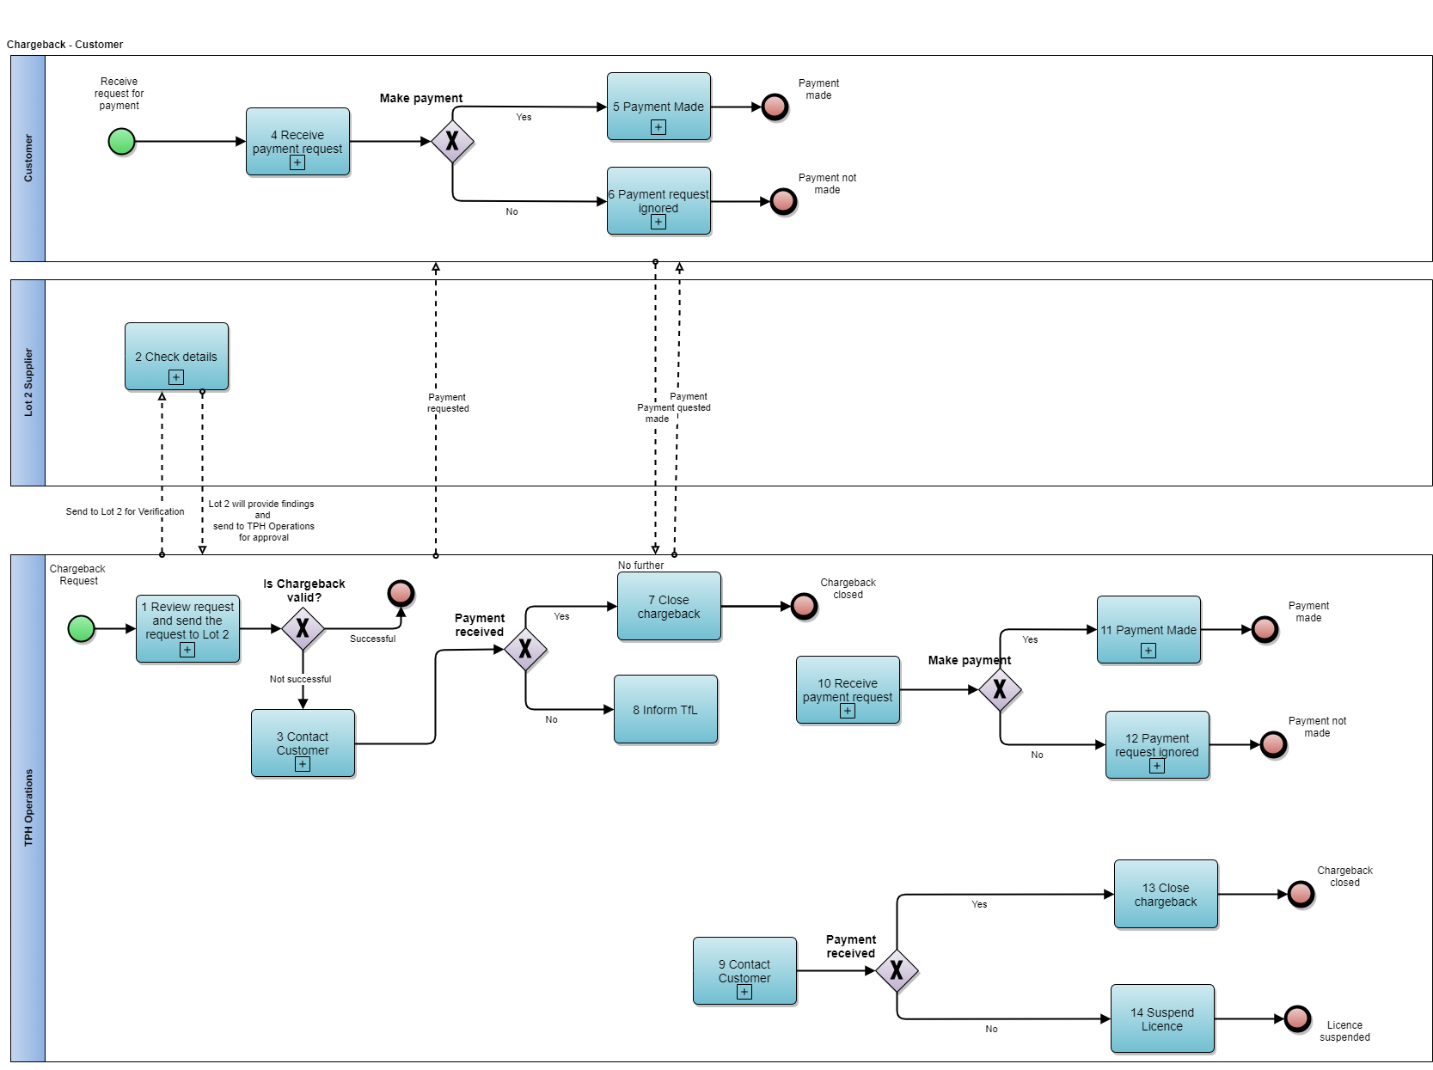 Chargeback - Customer
Customer
Receive
request for
payment
4 Receive
payment request
Make payment
Yes
No
5 Payment Made
Payment
made
6 Payment request
ignored
Payment not
made
Lot 2 Supplier
2 Check details
Payment
requested
Payment
made
Payment
quested
Send to Lot 2 for Verification
Lot 2 will provide findings
and
send to TPH Operations
for approval
TPH Operations
Chargeback
Request
1 Review request
and send the
request to Lot 2
Is Chargeback
valid?
Successful
Not successful
3 Contact
Customer
Payment
received
Yes
No
No further
7 Close
chargeback
Chargeback
closed
8 Inform TfL
10 Receive
payment request
Make payment
Yes
No
11 Payment Made
Payment
made
12 Payment
request ignored
Payment not
made
9 Contact
Customer
Payment
received
Yes
No
13 Close
chargeback
Chargeback
closed
14 Suspend
Licence
Licence
suspended